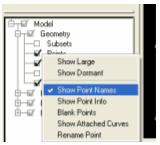 Model
Geometry
Subsets
Points
Show Large
Show Dormant
Show Point Names
Show Point Info
Blank Points
Show Attached Curves
Rename Point